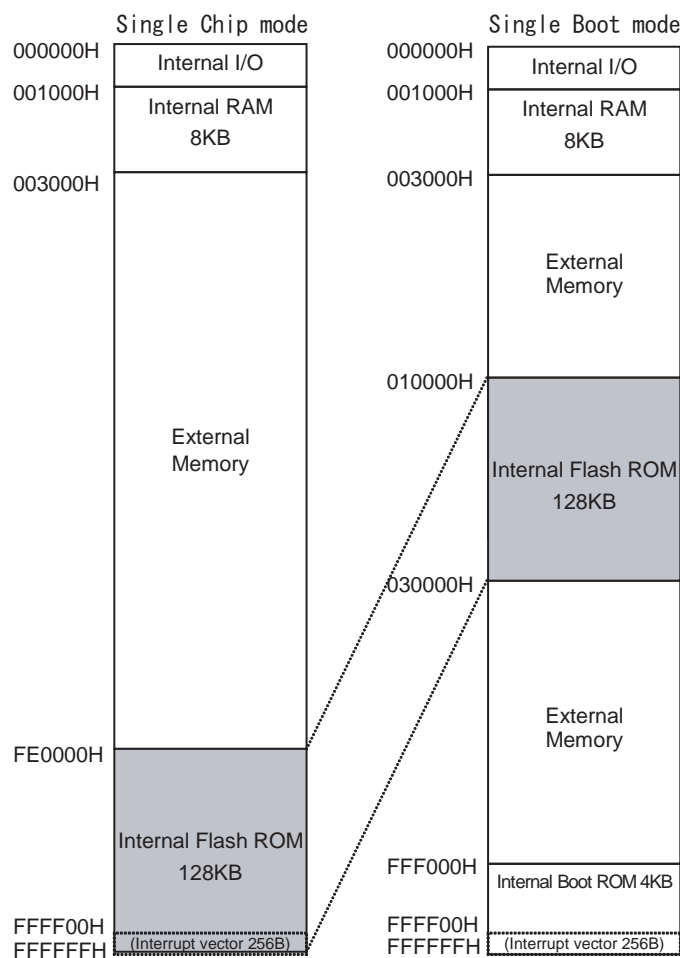 Single Chip mode
000000H
Internal I/O
001000H
Internal RAM
8KB
003000H
External
Memory
FE0000H
Internal Flash ROM
128KB
FFFF00H
(Interrupt vector 256B)
FFFFFFH
Single Boot mode
000000H
Internal I/O
001000H
Internal RAM
8KB
003000H
External
Memory
010000H
Internal Flash ROM
128KB
030000H
External
Memory
FFF000H
Internal Boot ROM 4KB
FFFF00H
(Interrupt vector 256B)
FFFFFFH